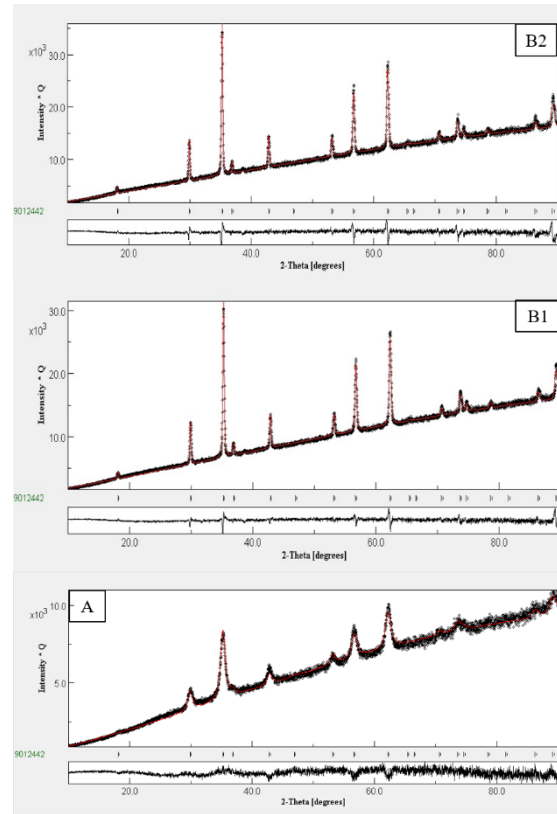 B2
x10³
30.0
20.0
10.0
Intensity * Q
9012442
20.0 40.0 60.0 80.0
2-Theta [degrees]
B1
x10³
30.0
20.0
10.0
Intensity * Q
9012442
20.0 40.0 60.0 80.0
2-Theta [degrees]
A
x10³
10.0
5.0
Intensity * Q
9012442
20.0 40.0 60.0 80.0
2-Theta [degrees]